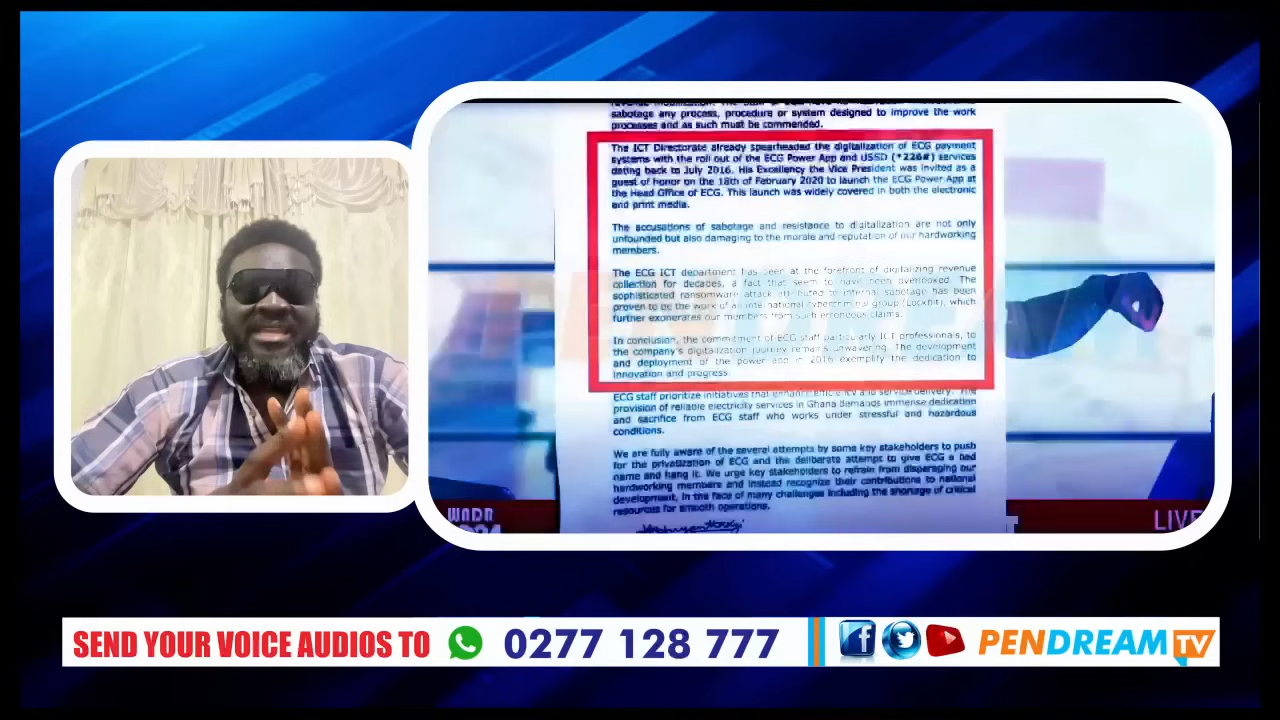 sabotage any process, procedure or system designed to improve the work
processes and as such must be commended.
The ICT Directorate already spearheaded the digitalization of ECG payment
systems with the roll out of the ECG Power App and USSD (*226#) services
dating back to July 2016. His Excellency the Vice President was invited as a
guest of honor on the 18th of February 2020 to launch the ECG Power App at
the Head Office of ECG. This launch was widely covered in both the electronic
and print media.
The accusations of sabotage and resistance to digitalization are not only
unfounded but also damaging to the morale and reputation of our hardworking
members.
The ECG ICT department has been at the forefront of digitalizing revenue
collection for decades, a fact that seem to have been overlooked. The
sophisticated ransomware attack attributed to internal sabotage has been
proven to be the work of an international cybercriminal group (Lockbit), which
further exonerates our members from such erroneous claims.
In conclusion, the commitment of ECG staff particularly ICT professionals, to
the company's digitalization journey remains unwavering. The development
and deployment of the power app in 2016 exemplify the dedication to
innovation and progress.
ECG staff prioritize initiatives that enhance efficiency and service delivery. The
provision of reliable electricity services in Ghana demands immense dedication
and sacrifice from ECG staff who works under stressful and hazardous
conditions.
We are fully aware of the several attempts by some key stakeholders to push
for the privatization of ECG and the deliberate attempt to give ECG a bad
name and hang it. We urge key stakeholders to refrain from disparaging our
hardworking members and instead recognize their contributions to national
development, in the face of many challenges including the shortage of critical
resources for smooth operations.
LIVE
SEND YOUR VOICE AUDIOS TO 0277 128 777 PENDREAM TV